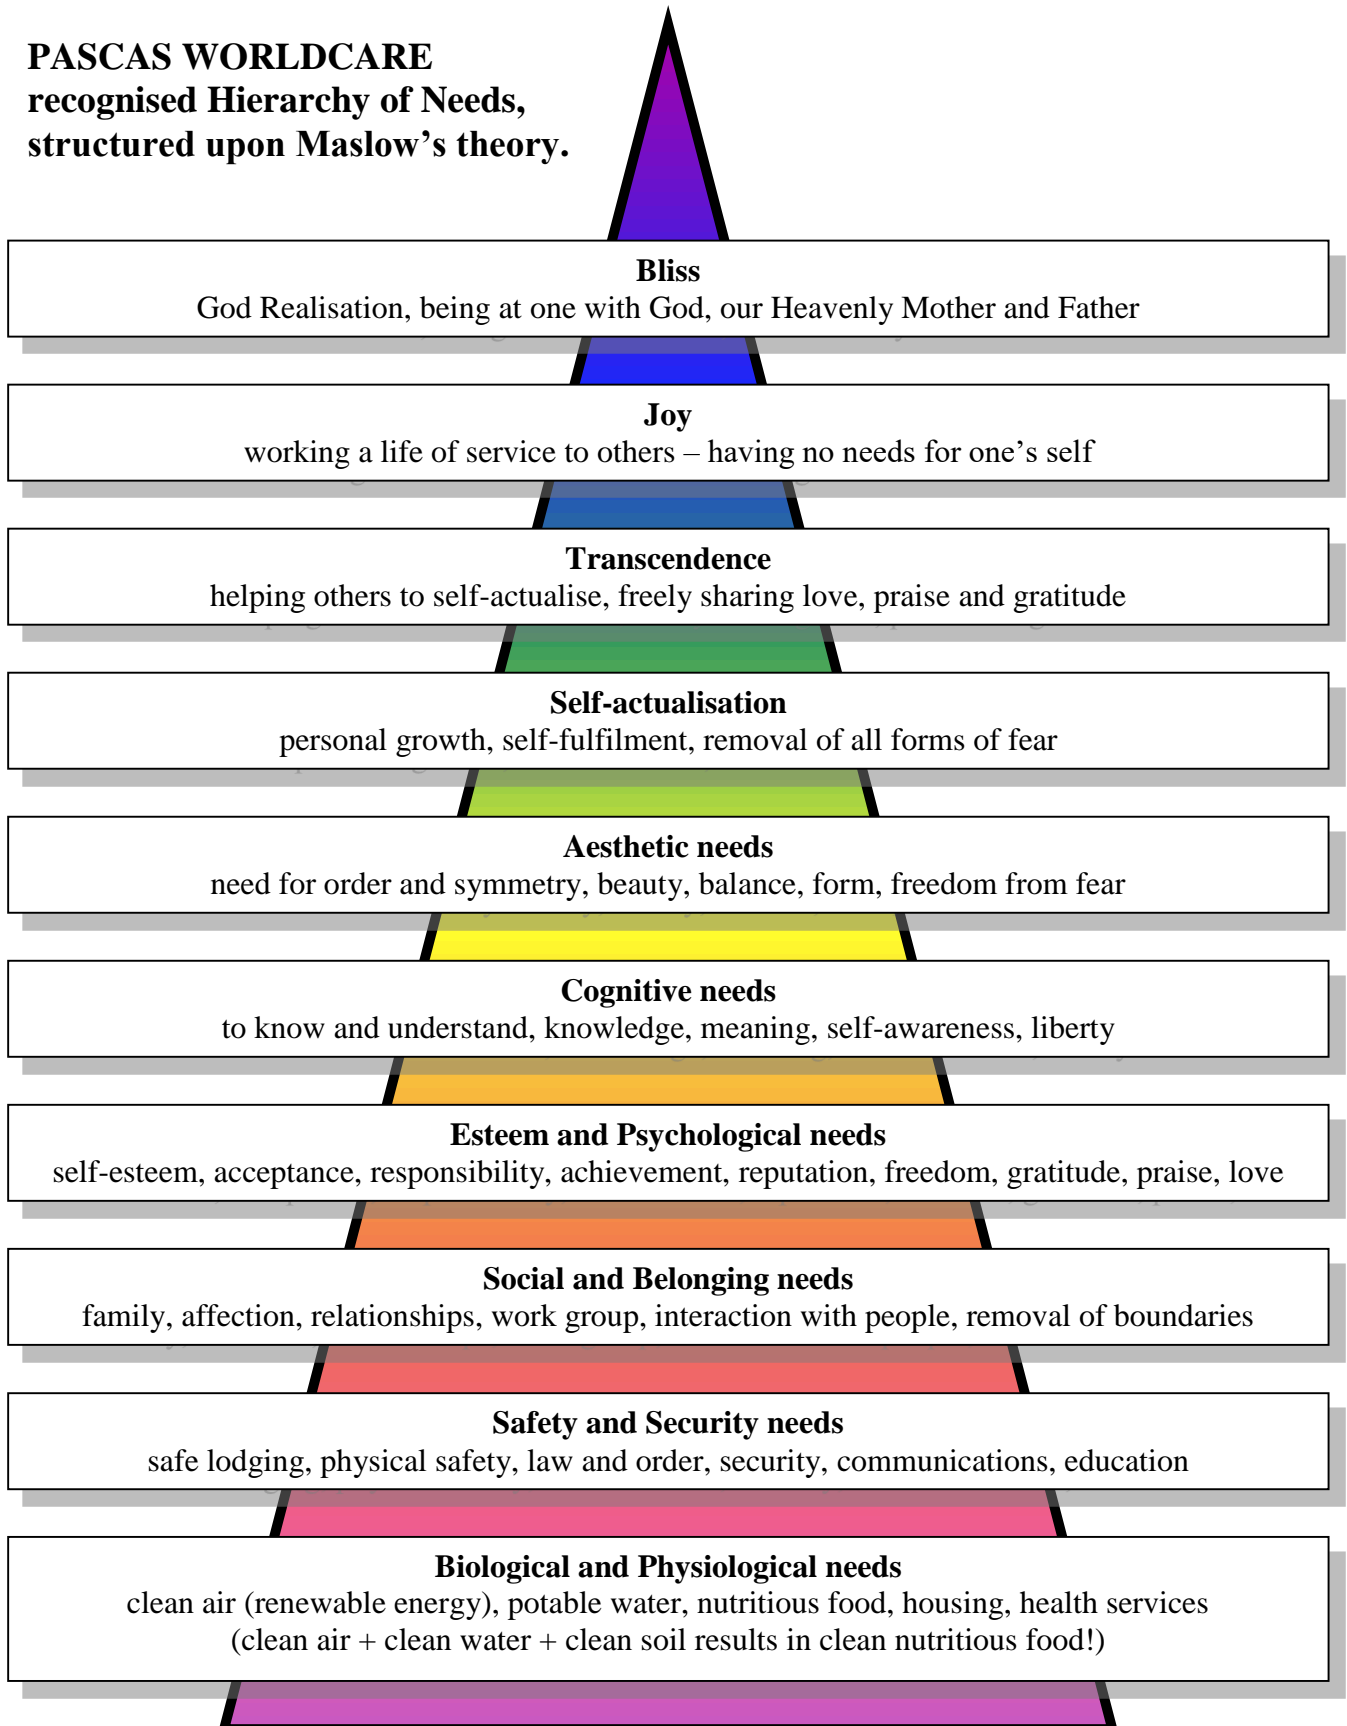 PASCAS WORLDCARE
recognised Hierarchy of Needs,
structured upon Maslow’s theory.
Bliss
God Realisation, being at one with God, our Heavenly Mother and Father
Joy
working a life of service to others – having no needs for one’s self
Transcendence
helping others to self-actualise, freely sharing love, praise and gratitude
Self-actualisation
personal growth, self-fulfilment, removal of all forms of fear
Aesthetic needs
need for order and symmetry, beauty, balance, form, freedom from fear
Cognitive needs
to know and understand, knowledge, meaning, self-awareness, liberty
Esteem and Psychological needs
self-esteem, acceptance, responsibility, achievement, reputation, freedom, gratitude, praise, love
Social and Belonging needs
family, affection, relationships, work group, interaction with people, removal of boundaries
Safety and Security needs
safe lodging, physical safety, law and order, security, communications, education
Biological and Physiological needs
clean air (renewable energy), potable water, nutritious food, housing, health services
(clean air + clean water + clean soil results in clean nutritious food!)